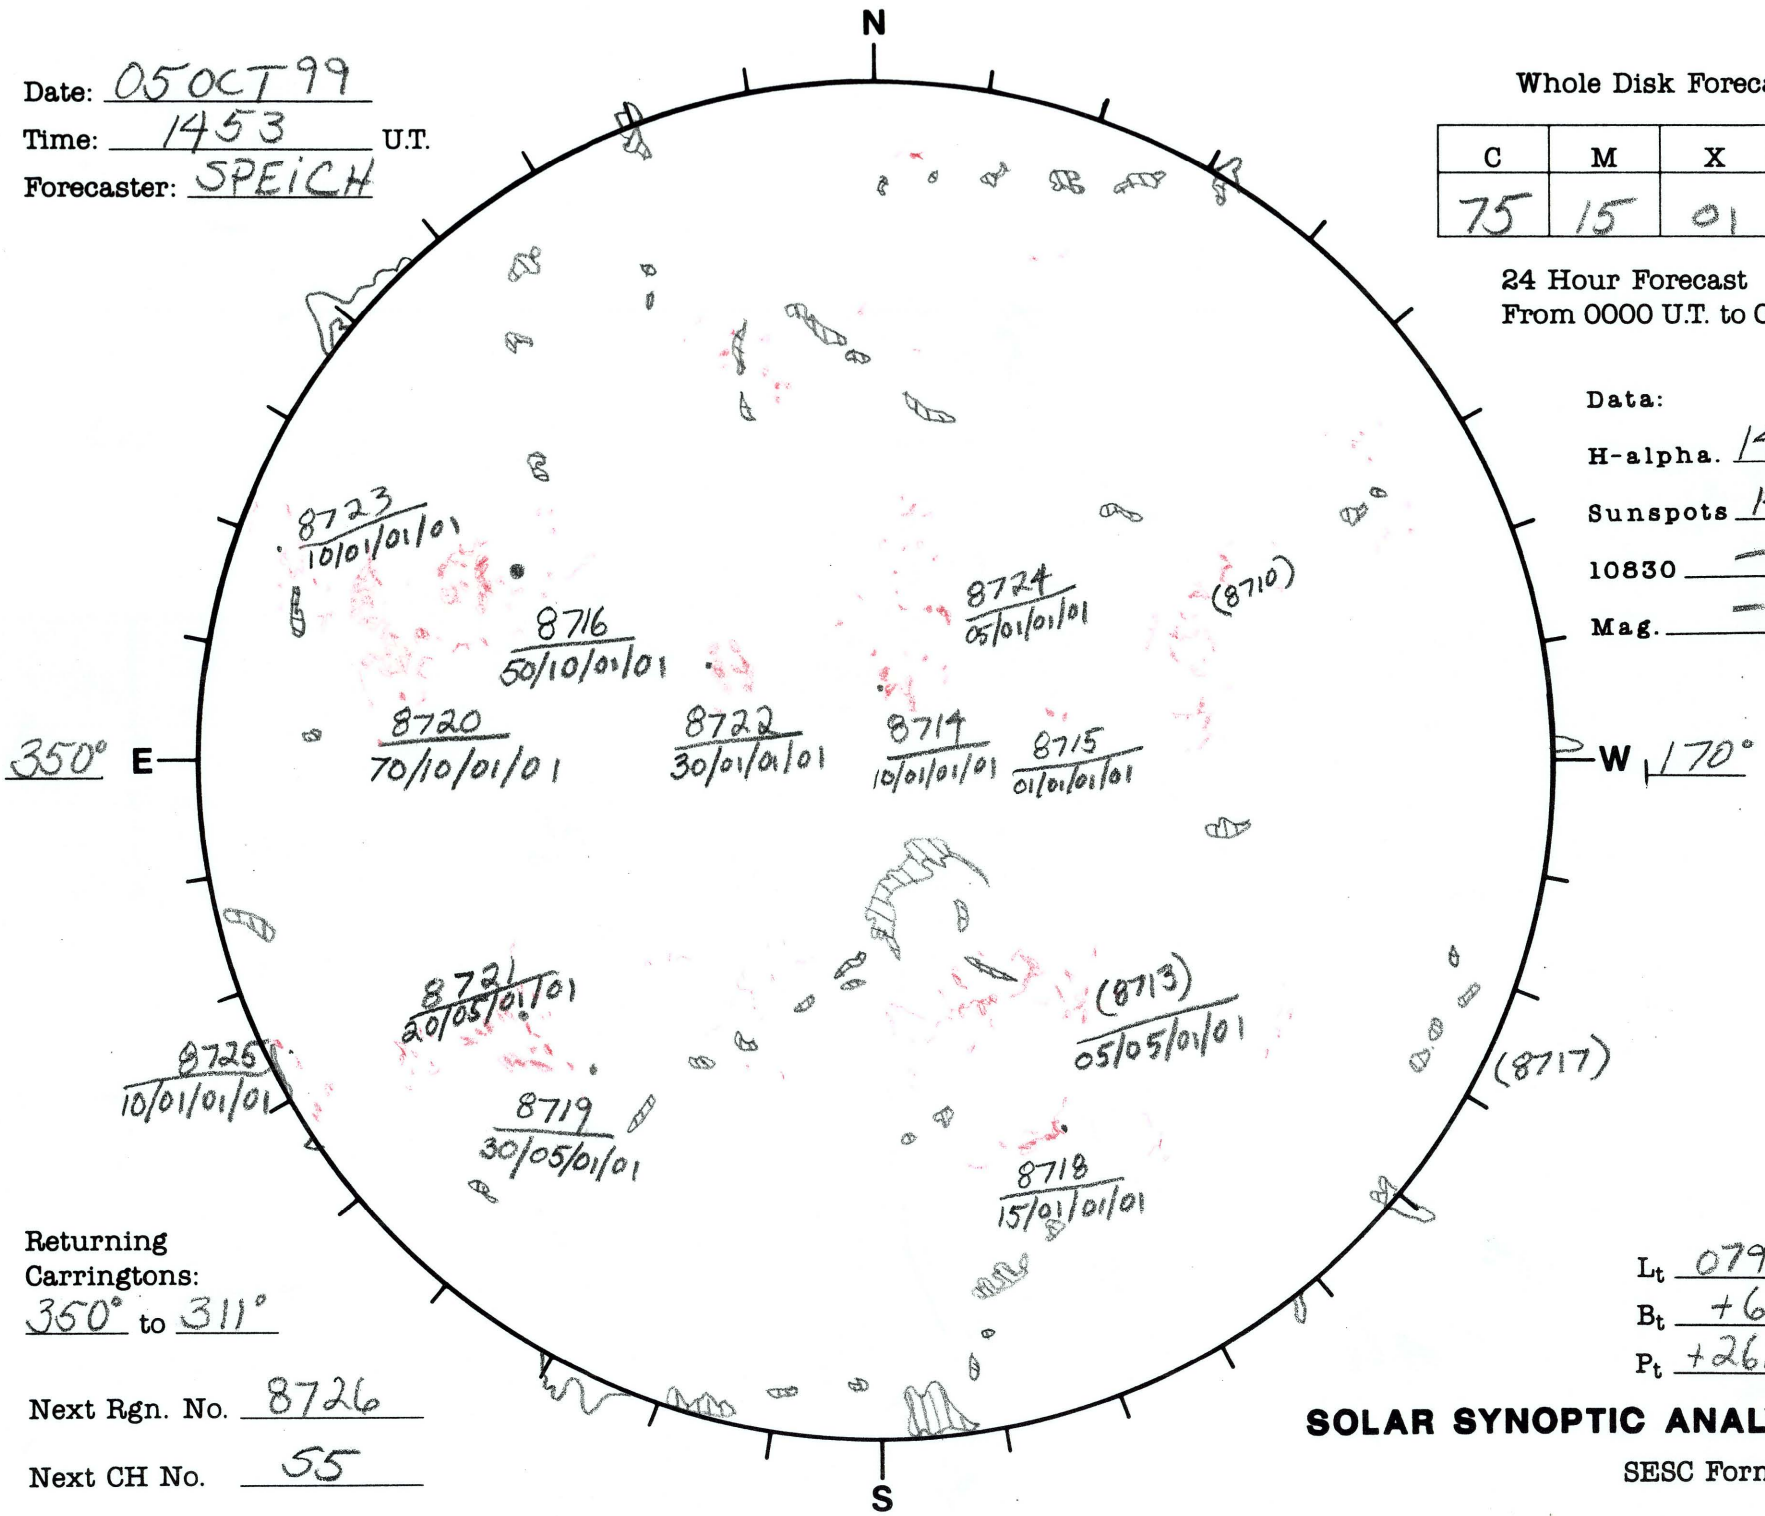 N
Date: 05 OCT 99
Time: 1453 U.T.
Forecaster: SPEICH
Whole Disk Foreca
C M X
75 15 01
24 Hour Forecast
From 0000 U.T. to 0
Data:
H-alpha. 14
Sunspots
10830 —
Mag. —
8723
10/01/01/01
8716
50/10/01/01
8724
05/01/01/01
(8710)
8720
70/10/01/01
8722
30/01/01/01
8714
10/01/01/01
8715
01/01/01/01
350° E
W 170°
8721
20/05/01/01
(8713)
05/05/01/01
8725
10/01/01/01
(8717)
8719
30/05/01/01
8718
15/01/01/01
Returning
Carringtons:
350° to 311°
Next Rgn. No. 8726
Next CH No. 55
Lt 079
Bt +6
Pt +26.
SOLAR SYNOPTIC ANAL
SESC Forn
S